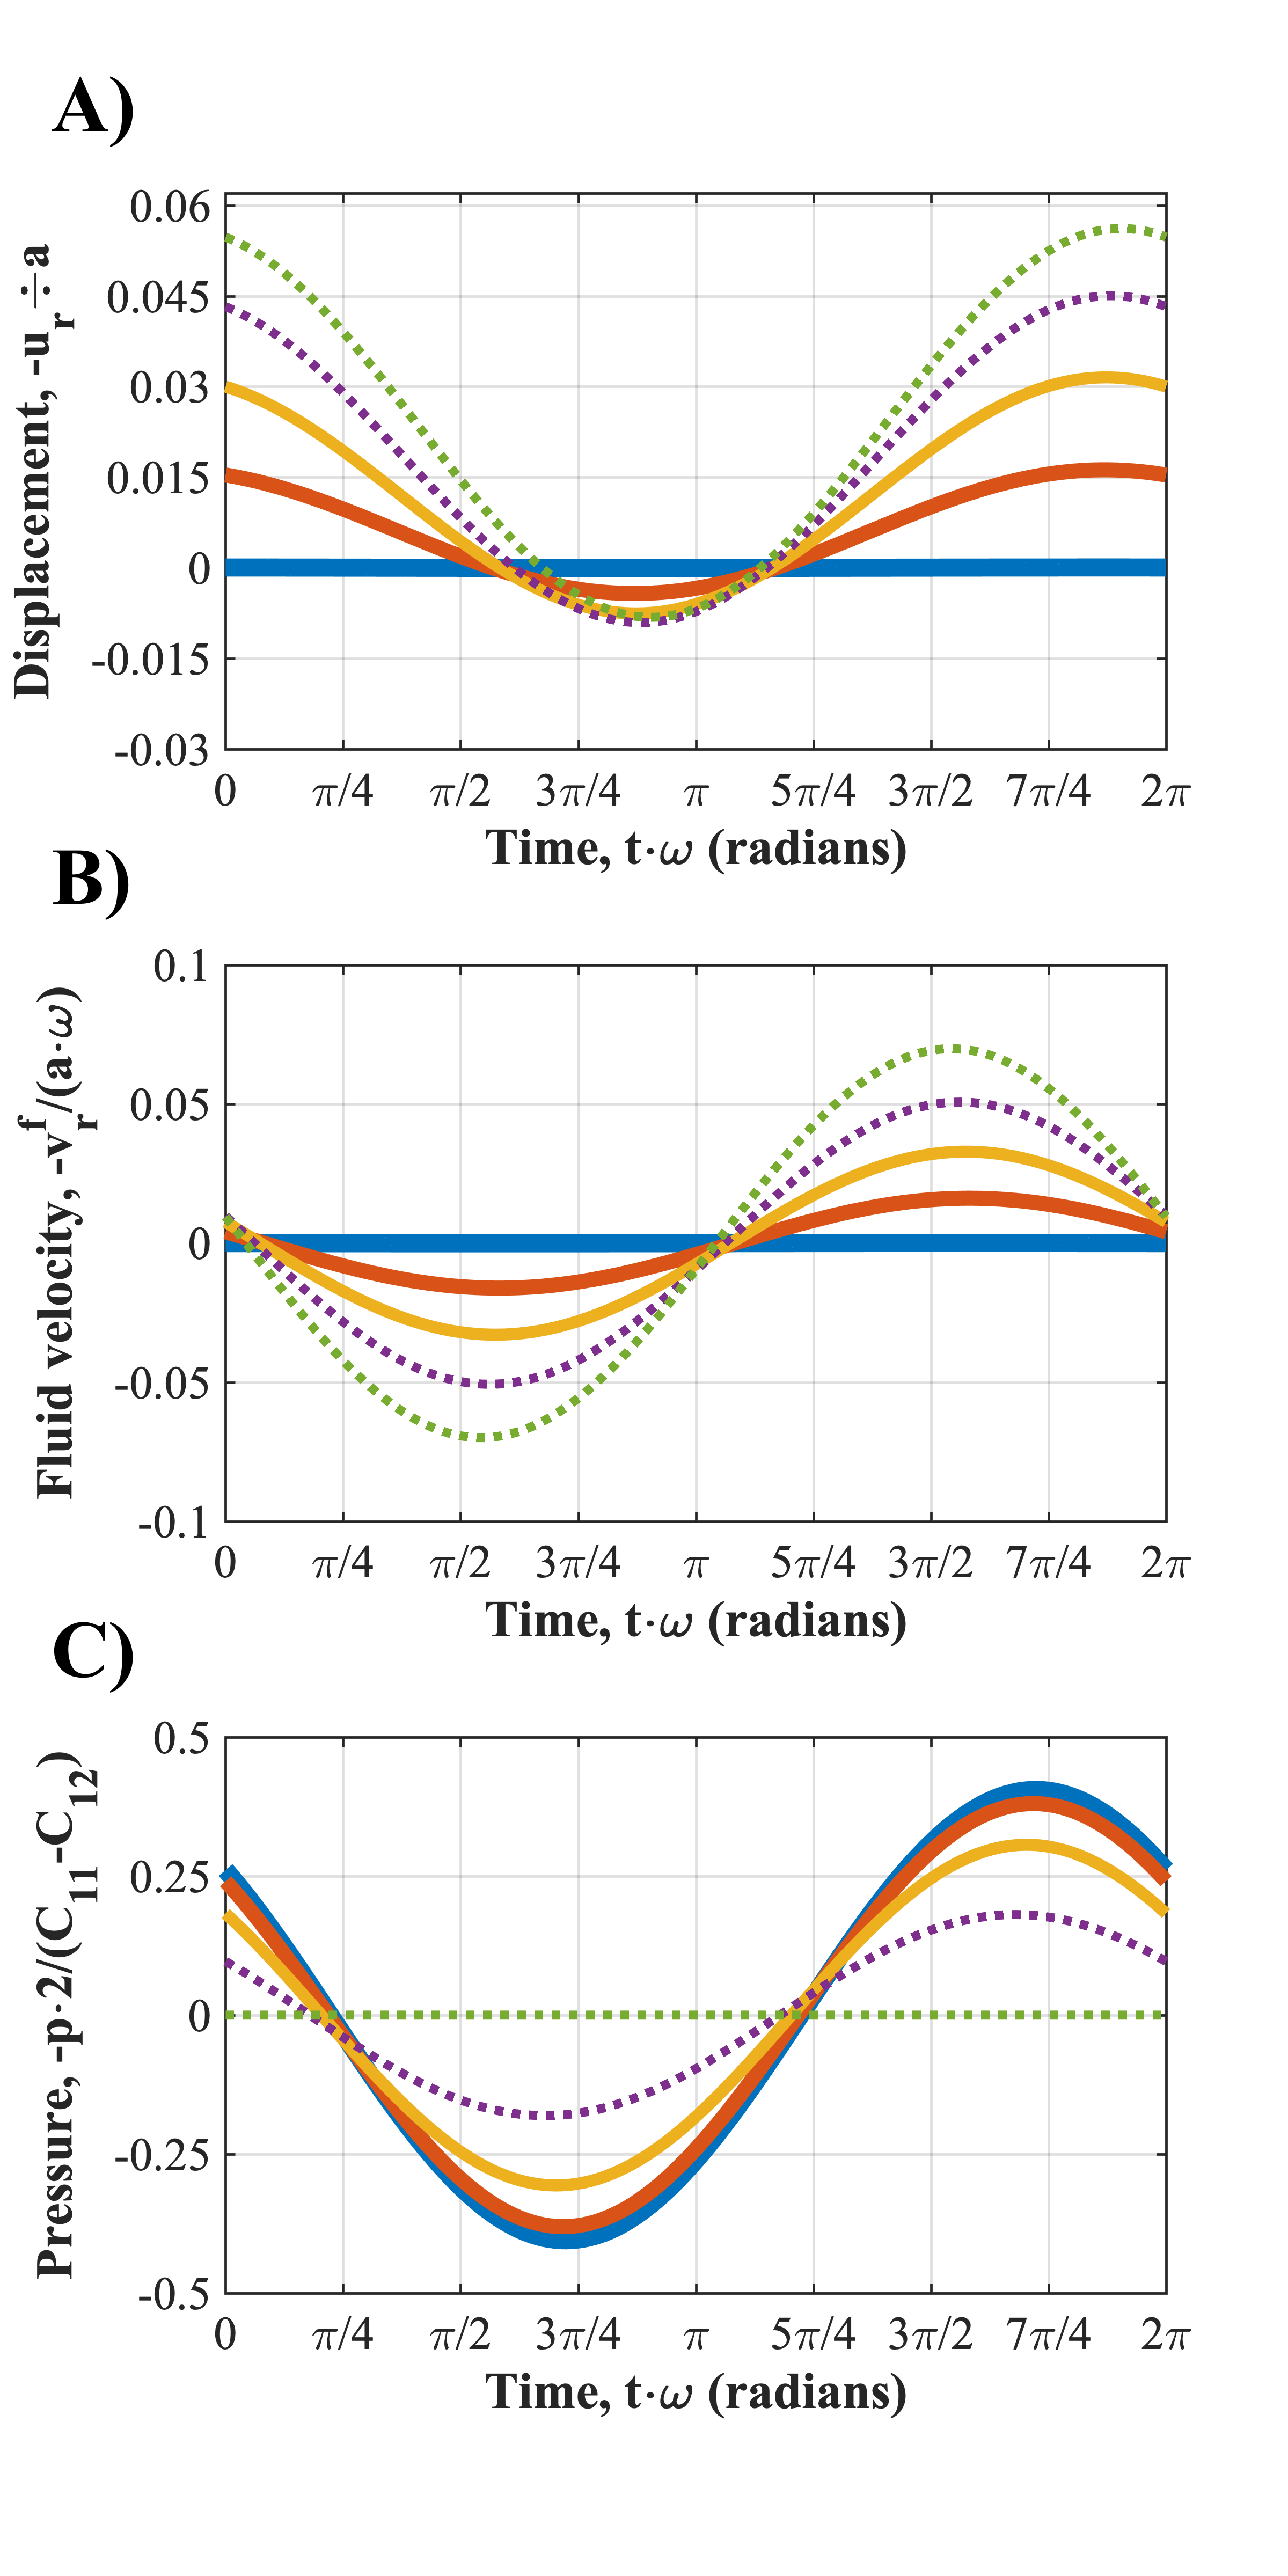 A)
Displacement, -u_r÷a
0.06
0.045
0.03
0.015
0
-0.015
-0.03
0 π/4 π/2 3π/4 π 5π/4 3π/2 7π/4 2π
Time, t·ω (radians)
B)
Fluid velocity, -v^f_r/(a·ω)
0.1
0.05
0
-0.05
-0.1
0 π/4 π/2 3π/4 π 5π/4 3π/2 7π/4 2π
Time, t·ω (radians)
C)
Pressure, -p·2/(C_11-C_12)
0.5
0.25
0
-0.25
-0.5
0 π/4 π/2 3π/4 π 5π/4 3π/2 7π/4 2π
Time, t·ω (radians)